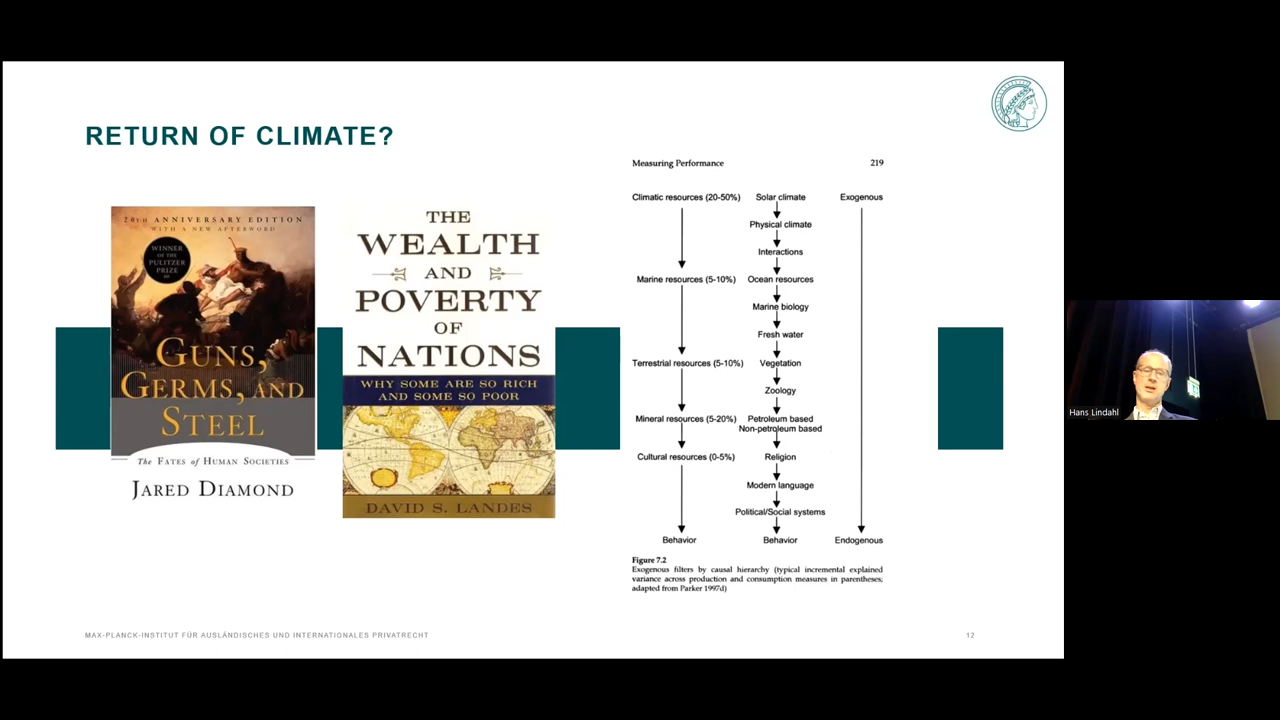 RETURN OF CLIMATE?
20TH ANNIVERSARY EDITION
WITH A NEW AFTERWORD
WINNER
OF THE
PULITZER
PRIZE
GUNS,
GERMS, AND
STEEL
The FATES of HUMAN SOCIETIES
JARED DIAMOND
THE
WEALTH
AND
POVERTY
OF
NATIONS
WHY SOME ARE SO RICH
AND SOME SO POOR
DAVID S. LANDES
Measuring Performance 219
Climatic resources (20-50%) Solar climate Exogenous
Physical climate
Interactions
Marine resources (5-10%) Ocean resources
Marine biology
Fresh water
Terrestrial resources (5-10%) Vegetation
Zoology
Mineral resources (5-20%) Petroleum based
Non-petroleum based
Cultural resources (0-5%) Religion
Modern language
Political/Social systems
Behavior Behavior Endogenous
Figure 7.2
Exogenous filters by causal hierarchy (typical incremental explained
variance across production and consumption measures in parentheses;
adapted from Parker 1997d)
MAX-PLANCK-INSTITUT FÜR AUSLÄNDISCHES UND INTERNATIONALES PRIVATRECHT
12
Hans Lindahl